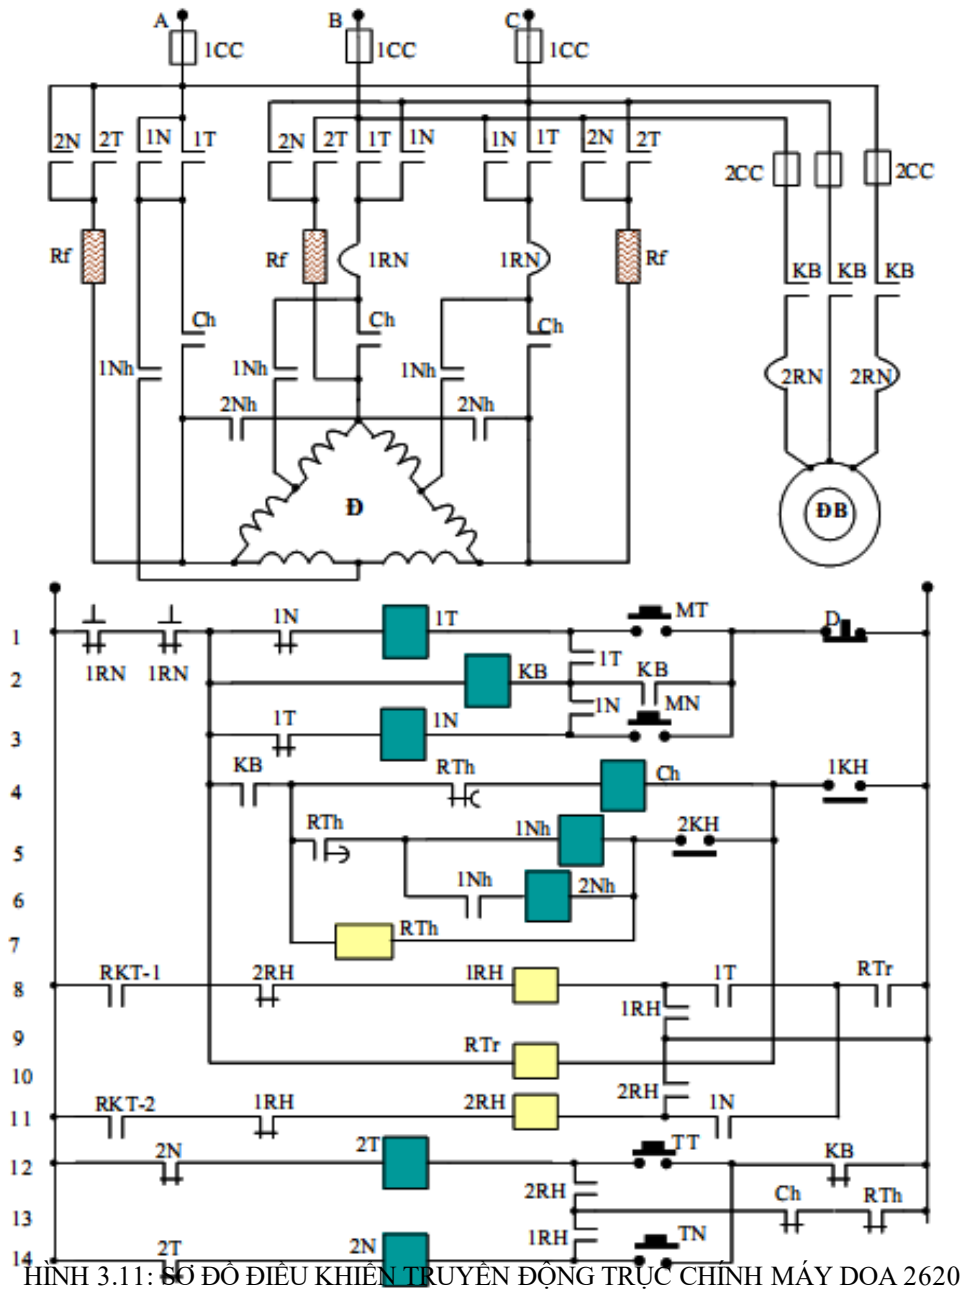 A B C
1CC 1CC 1CC
2N 2T 1N 1T 2N 2T 1T 1N 1N 1T 2N 2T
2CC 2CC
Rf Rf 1RN 1RN Rf
KB KB KB
Ch Ch Ch
1Nh 1Nh 1Nh
2RN 2RN
2Nh 2Nh
Đ
ĐB
1 1RN 1RN 1N 1T MT D
1T
2 KB KB
1N MN
3 1T 1N
4 KB RTh Ch 1KH
5 RTh 1Nh 2KH
6 1Nh 2Nh
7 RTh
8 RKT-1 2RH 1RH 1T RTr
1RH
9
10 RTr
2RH
11 RKT-2 1RH 2RH 1N
12 2N 2T TT KB
2RH
13 Ch RTh
1RH
14 2T 2N TN
HÌNH 3.11: SƠ ĐỒ ĐIỀU KHIỂN TRUYỀN ĐỘNG TRỤC CHÍNH MÁY DOA 2620